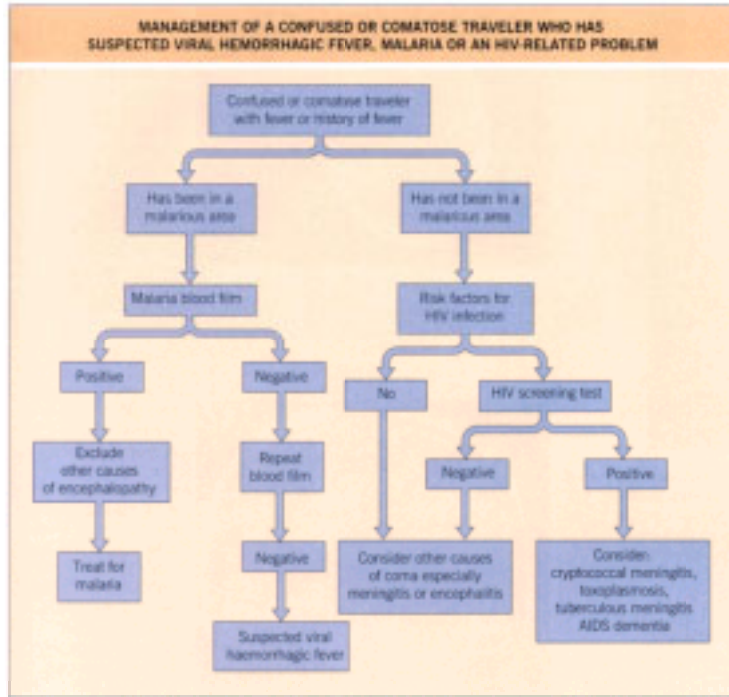 MANAGEMENT OF A CONFUSED OR COMATOSE TRAVELER WHO HAS
SUSPECTED VIRAL HEMORRHAGIC FEVER, MALARIA OR AN HIV-RELATED PROBLEM
Confused or comatose traveler
with fever or history of fever
Has been in a
malarious area
Has not been in a
malarious area
Malaria blood film
Risk factors for
HIV infection
Positive
Negative
No
HIV screening test
Exclude
other causes
of encephalopathy
Repeat
blood film
Negative
Positive
Treat for
malaria
Negative
Consider other causes
of coma especially
meningitis or encephalitis
Consider:
cryptococcal meningitis,
toxoplasmosis,
tuberculous meningitis
AIDS dementia
Suspected viral
haemorrhagic fever